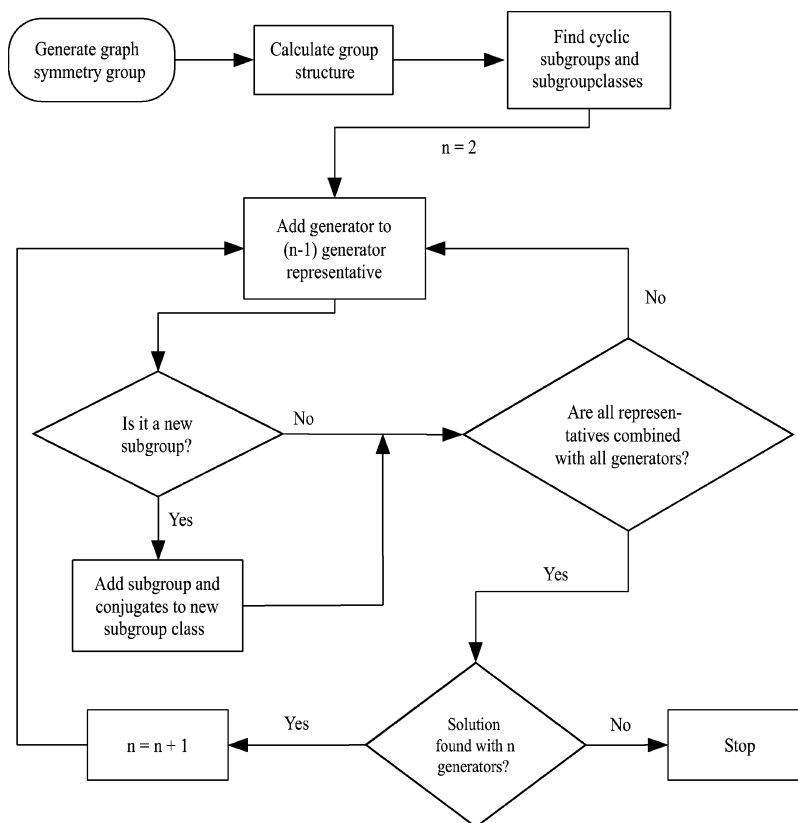 Generate graph
symmetry group
Calculate group
structure
Find cyclic
subgroups and
subgroupclasses
n = 2
Add generator to
(n-1) generator
representative
No
Is it a new
subgroup?
No
Are all represen-
tatives combined
with all generators?
Yes
Add subgroup and
conjugates to new
subgroup class
Yes
Solution
found with n
generators?
Yes
n = n + 1
No
Stop